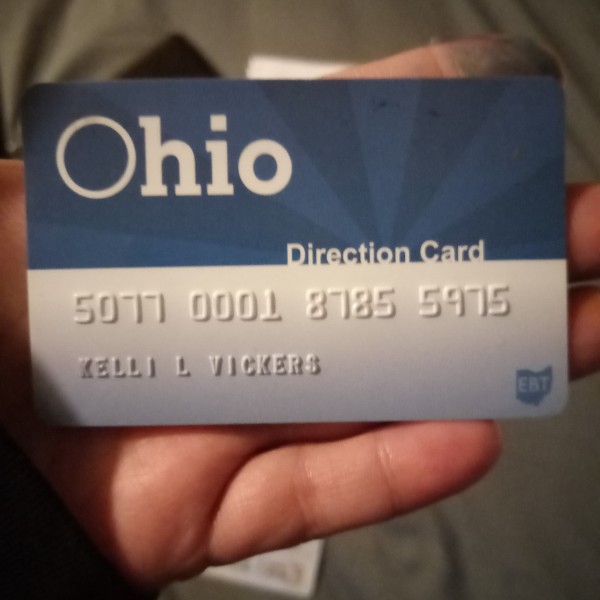 Ohio
Direction Card
5077 0001 8785 5975
KELLI L VICKERS
EBT